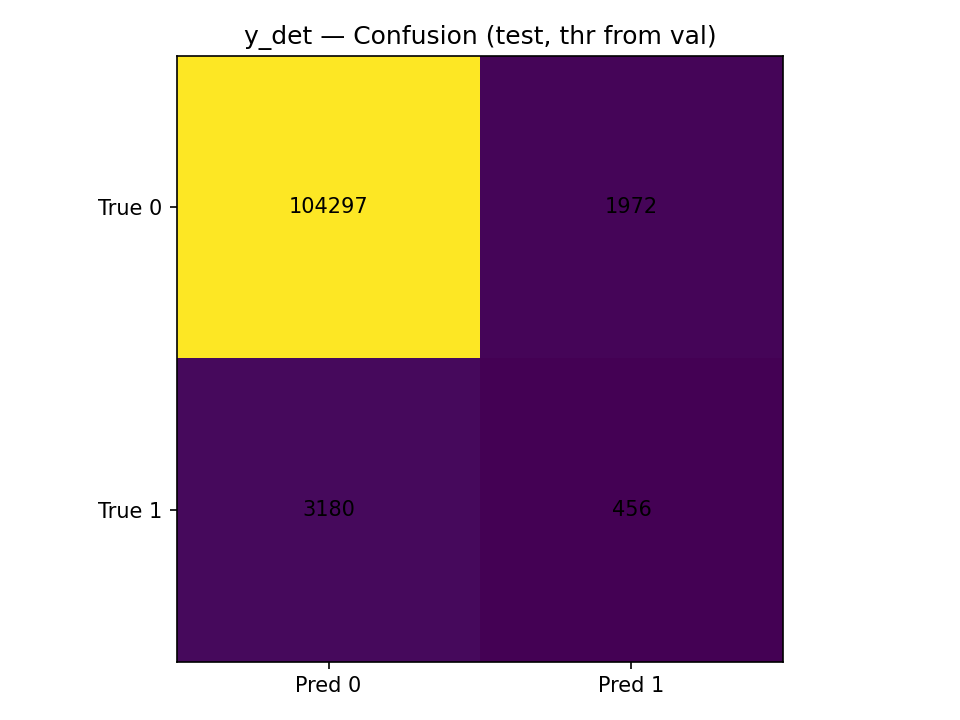 y_det — Confusion (test, thr from val)
True 0
104297
1972
True 1
3180
456
Pred 0
Pred 1